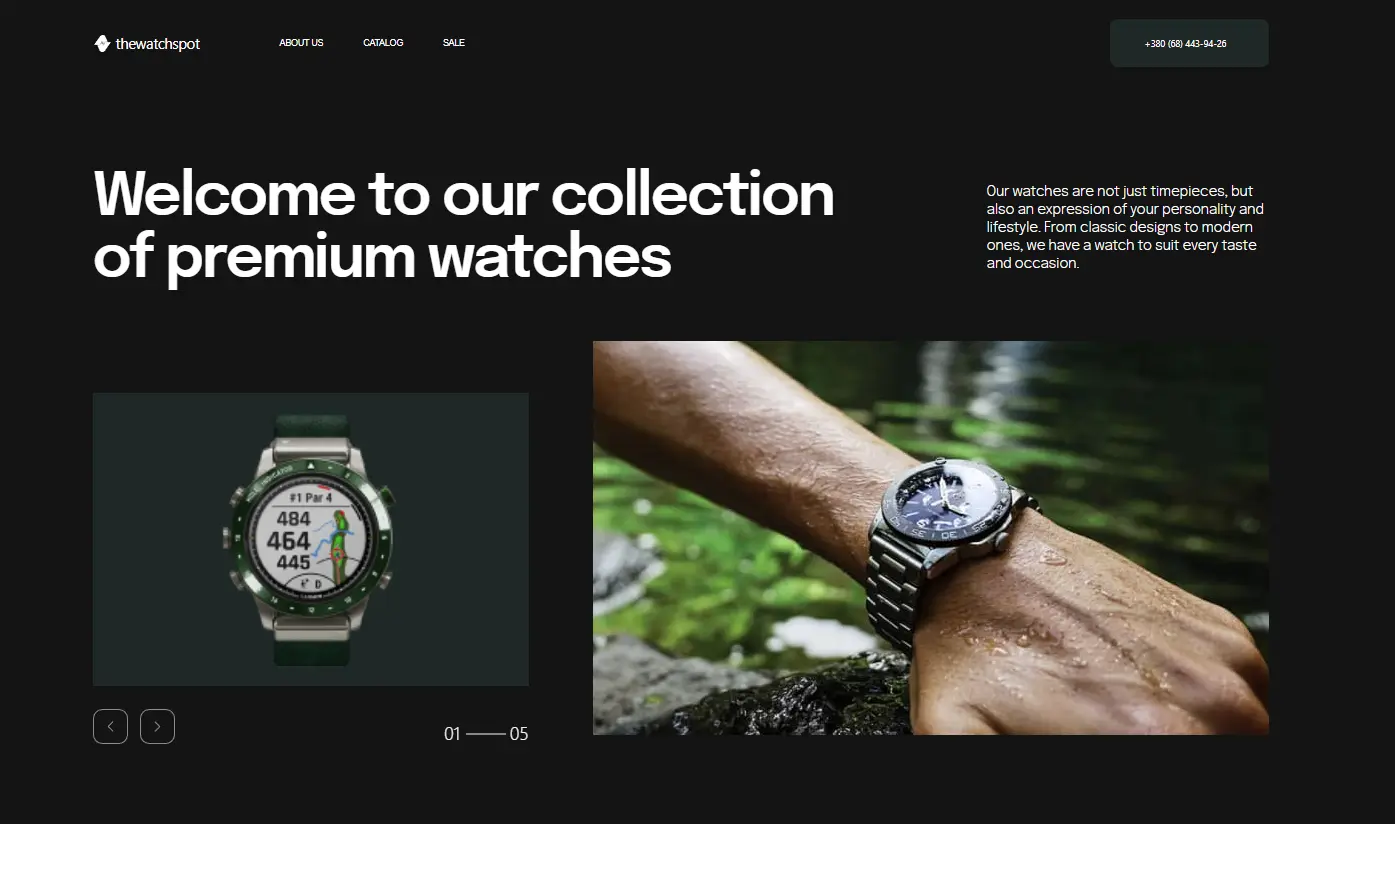 thewatchspot
ABOUT US
CATALOG
SALE
+380 (68) 443-94-26
Welcome to our collection
of premium watches
Our watches are not just timepieces, but
also an expression of your personality and
lifestyle. From classic designs to modern
ones, we have a watch to suit every taste
and occasion.
#1 Par 4
484
464
445
01
05